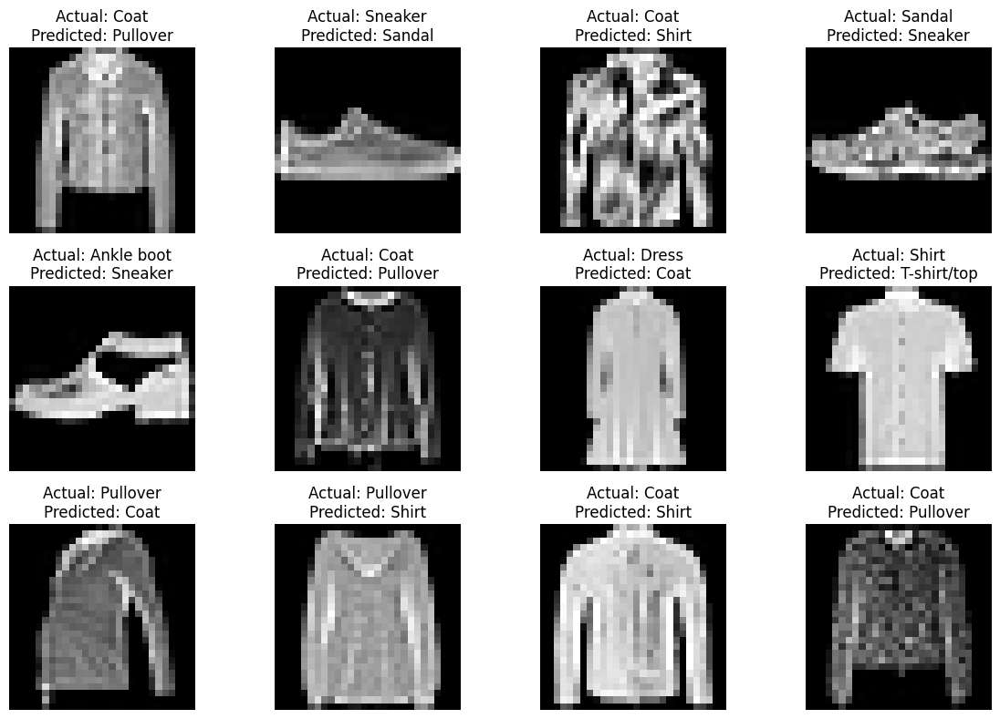 Actual: Coat
Predicted: Pullover
Actual: Sneaker
Predicted: Sandal
Actual: Coat
Predicted: Shirt
Actual: Sandal
Predicted: Sneaker
Actual: Ankle boot
Predicted: Sneaker
Actual: Coat
Predicted: Pullover
Actual: Dress
Predicted: Coat
Actual: Shirt
Predicted: T-shirt/top
Actual: Pullover
Predicted: Coat
Actual: Pullover
Predicted: Shirt
Actual: Coat
Predicted: Shirt
Actual: Coat
Predicted: Pullover